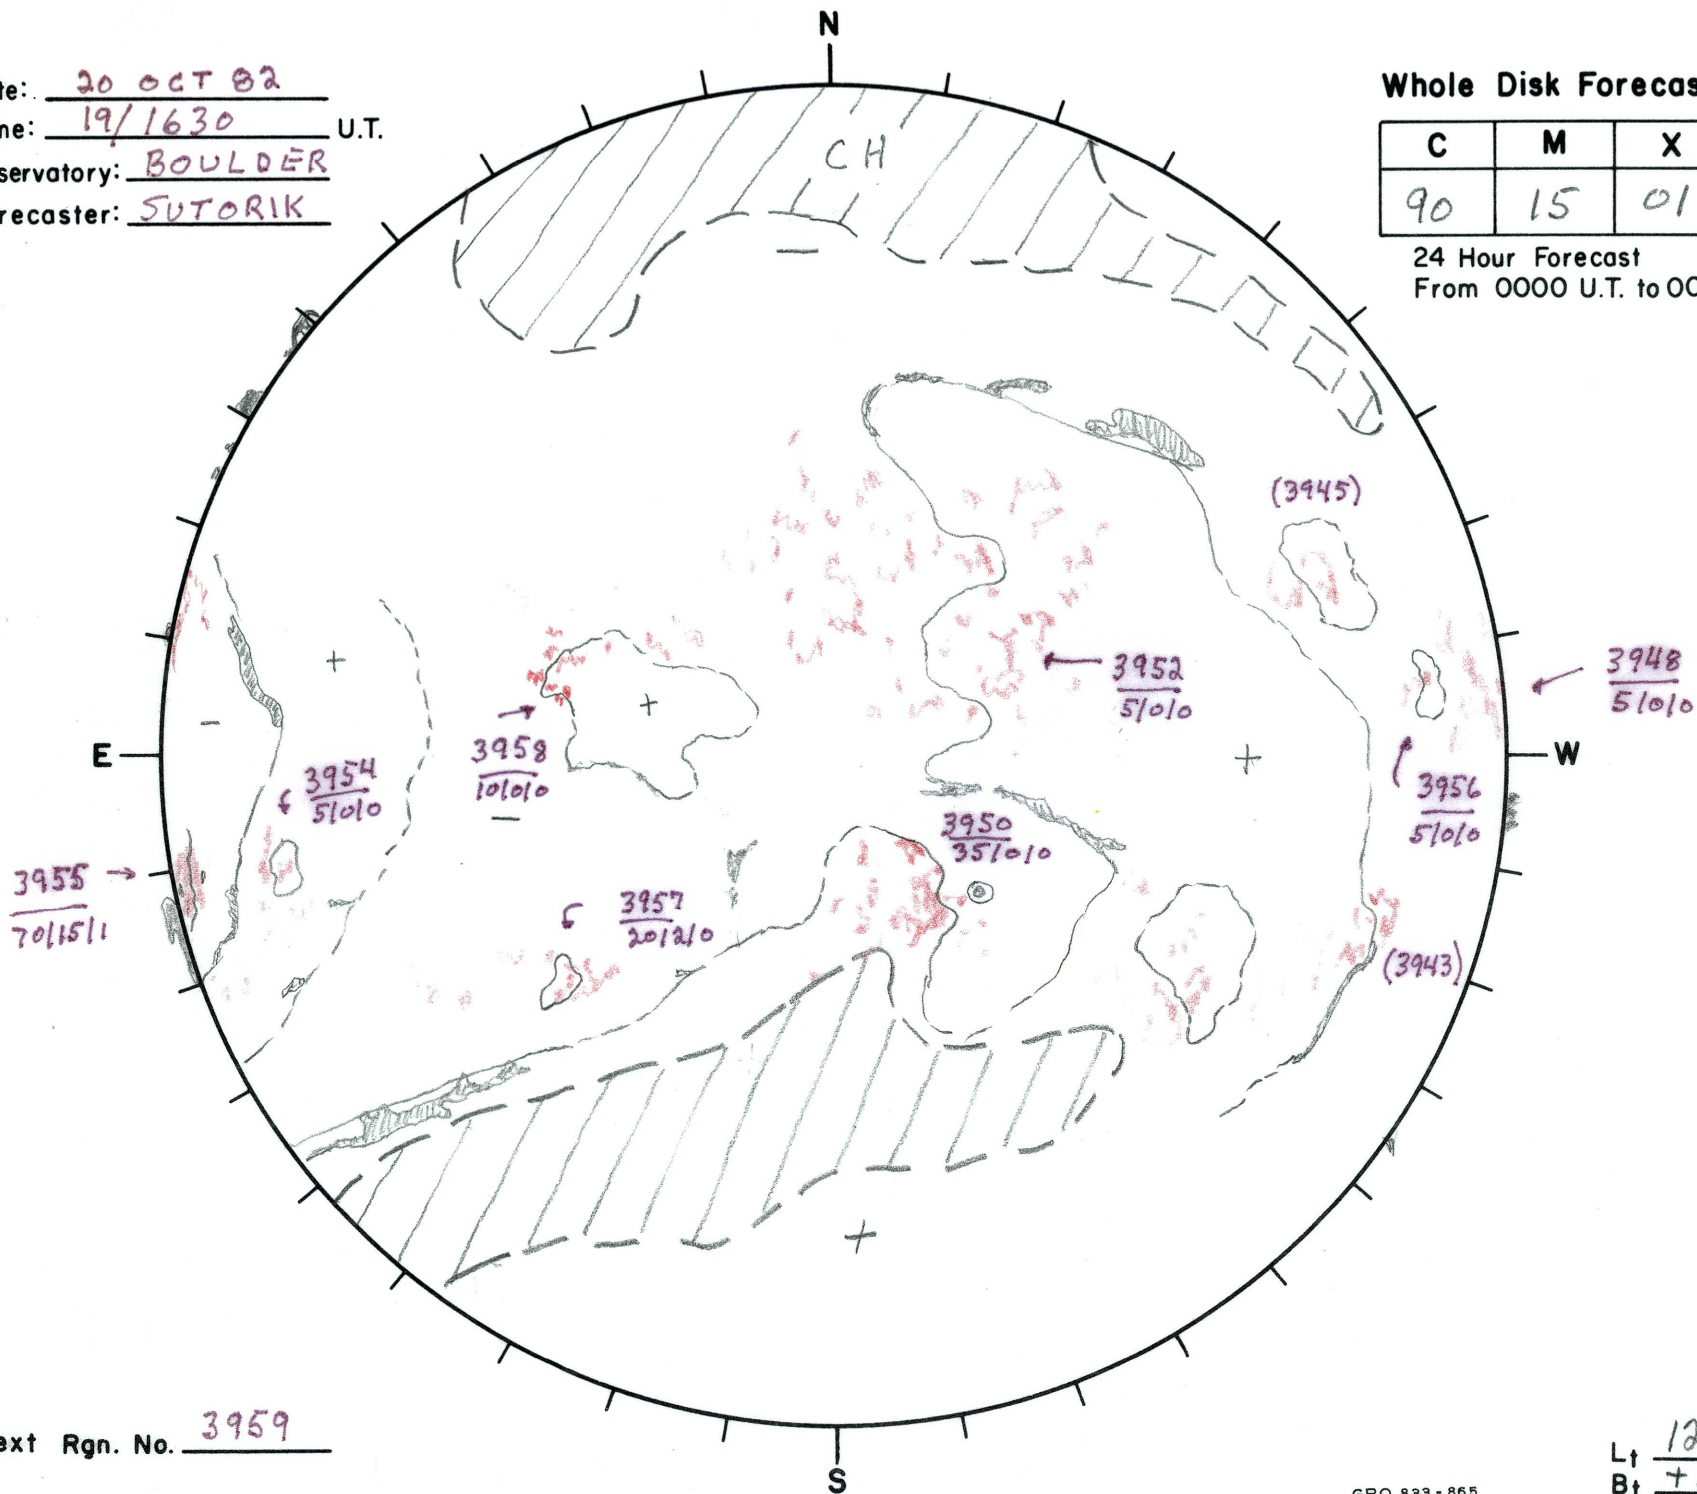 N
te: 20 OCT 82
me: 19/1630 U.T.
servatory: BOULDER
recaster: SUTORIK
Whole Disk Forecas
C M X
90 15 01
24 Hour Forecast
From 0000 U.T. to 00
CH
—
(3945)
+
3952
5/0/0
3948
5/0/0
+
—
E
W
3958
10/0/0
+
3954
5/0/0
3956
5/0/0
—
3950
35/0/0
3955
70/15/1
3957
20/2/0
(3943)
+
ext Rgn. No. 3959
S
Lt 12
Bt +
GPO 833-865